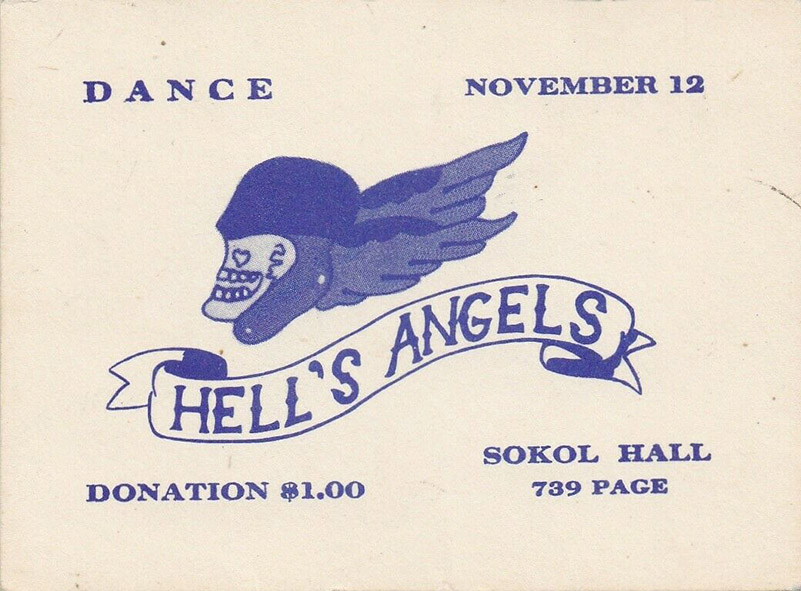 DANCE
NOVEMBER 12
HELL'S ANGELS
DONATION $1.00
SOKOL HALL
739 PAGE